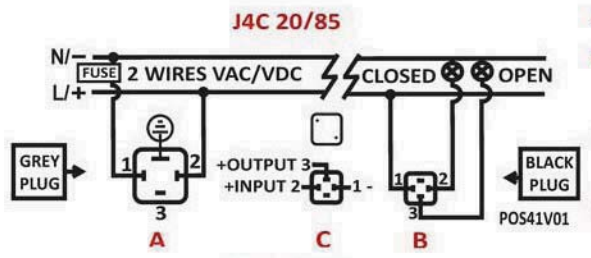 J4C 20/85
N/−
FUSE 2 WIRES VAC/VDC CLOSED OPEN
L/+
GREY PLUG
1 2
3
A
+OUTPUT 3
+INPUT 2 1 -
C
1 2
3
B
BLACK PLUG
POS41V01